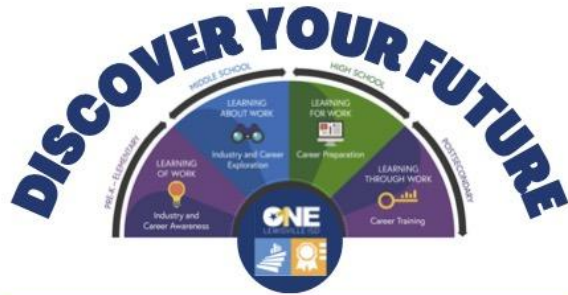 DISCOVER YOUR FUTURE
PRE-K – ELEMENTARY
MIDDLE SCHOOL
HIGH SCHOOL
POSTSECONDARY
LEARNING
OF WORK
Industry and
Career Awareness
LEARNING
ABOUT WORK
Industry and Career
Exploration
LEARNING
FOR WORK
Career Preparation
LEARNING
THROUGH WORK
Career Training
ONE
LEWISVILLE ISD